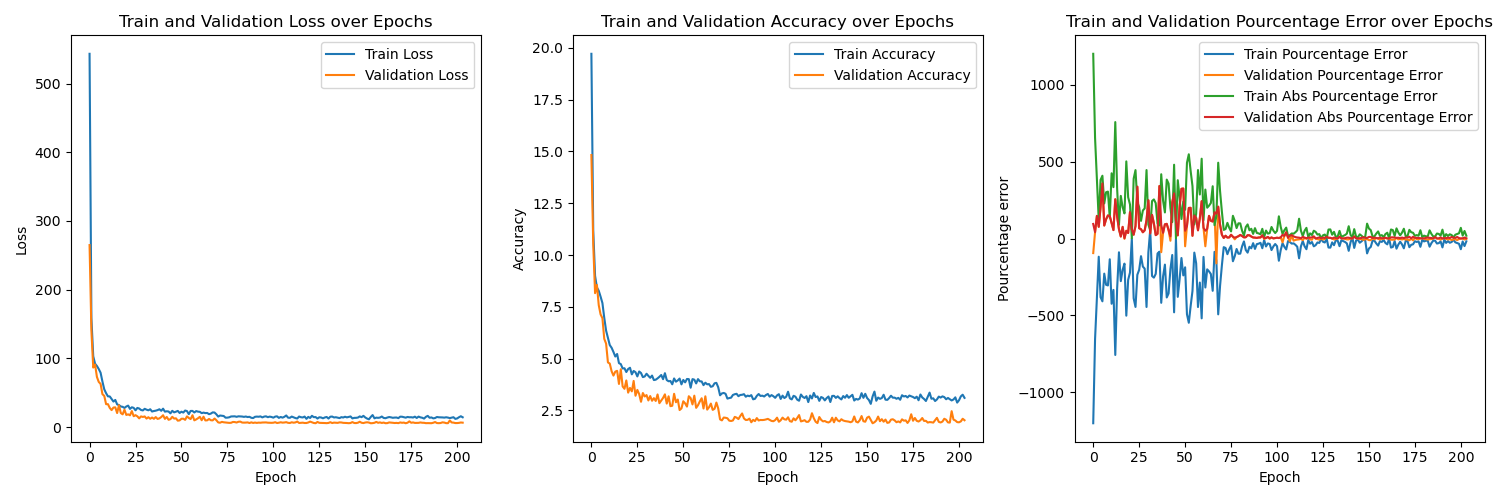 Train and Validation Loss over Epochs
Train Loss
Validation Loss
500
400
300
200
100
0
Loss
0 25 50 75 100 125 150 175 200
Epoch
Train and Validation Accuracy over Epochs
Train Accuracy
Validation Accuracy
20.0
17.5
15.0
12.5
10.0
7.5
5.0
2.5
Accuracy
0 25 50 75 100 125 150 175 200
Epoch
Train and Validation Pourcentage Error over Epochs
Train Pourcentage Error
Validation Pourcentage Error
Train Abs Pourcentage Error
Validation Abs Pourcentage Error
1000
500
0
−500
−1000
Pourcentage error
0 25 50 75 100 125 150 175 200
Epoch